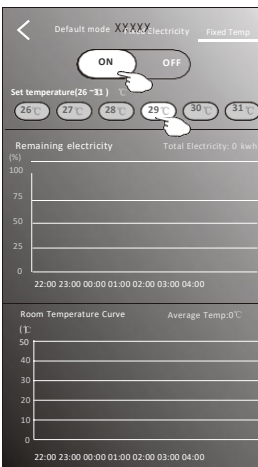 Default mode XXXXX Fixed Electricity Fixed Temp
ON OFF
Set temperature(26 ~31 ) ℃
26℃ 27℃ 28℃ 29℃ 30℃ 31℃
Remaining electricity Total Electricity: 0 kwh
(%)
100
75
50
25
0
22:00 23:00 00:00 01:00 02:00 03:00 04:00
Room Temperature Curve Average Temp:0℃
(℃
50
40
30
20
10
0
22:00 23:00 00:00 01:00 02:00 03:00 04:00